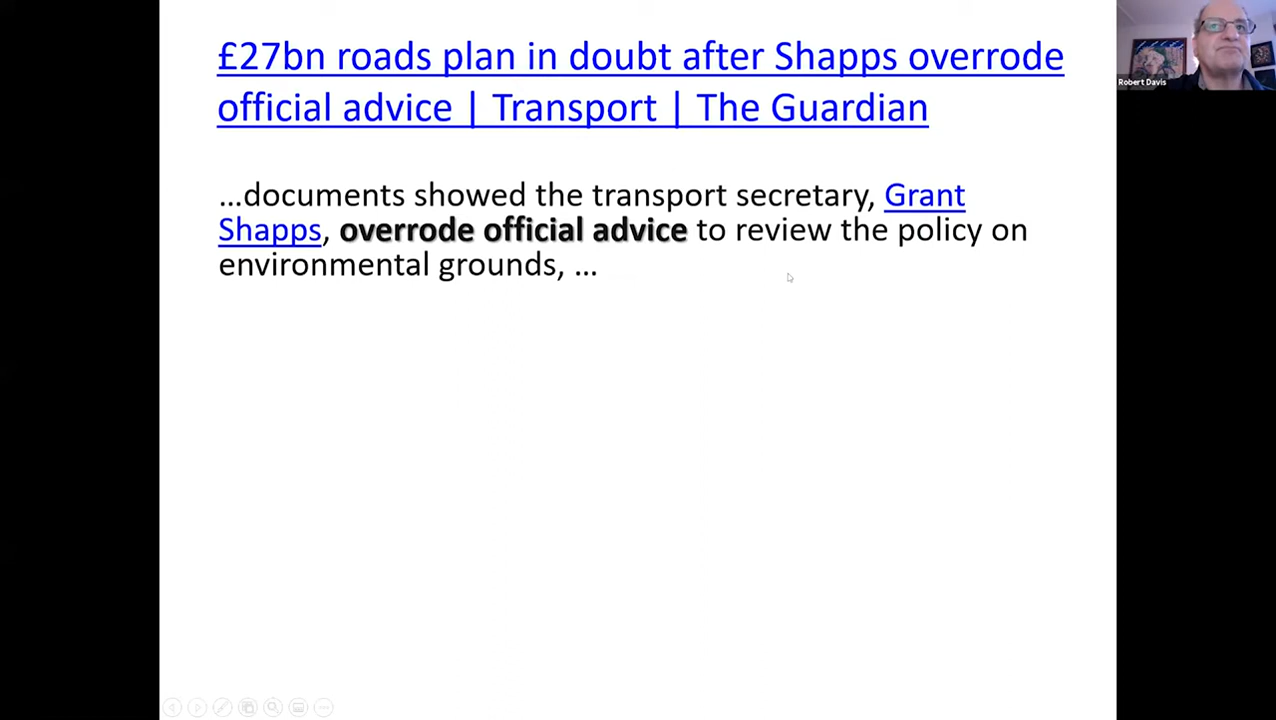 £27bn roads plan in doubt after Shapps overrode
official advice | Transport | The Guardian
Robert Davis
…documents showed the transport secretary, Grant
Shapps, overrode official advice to review the policy on
environmental grounds, …